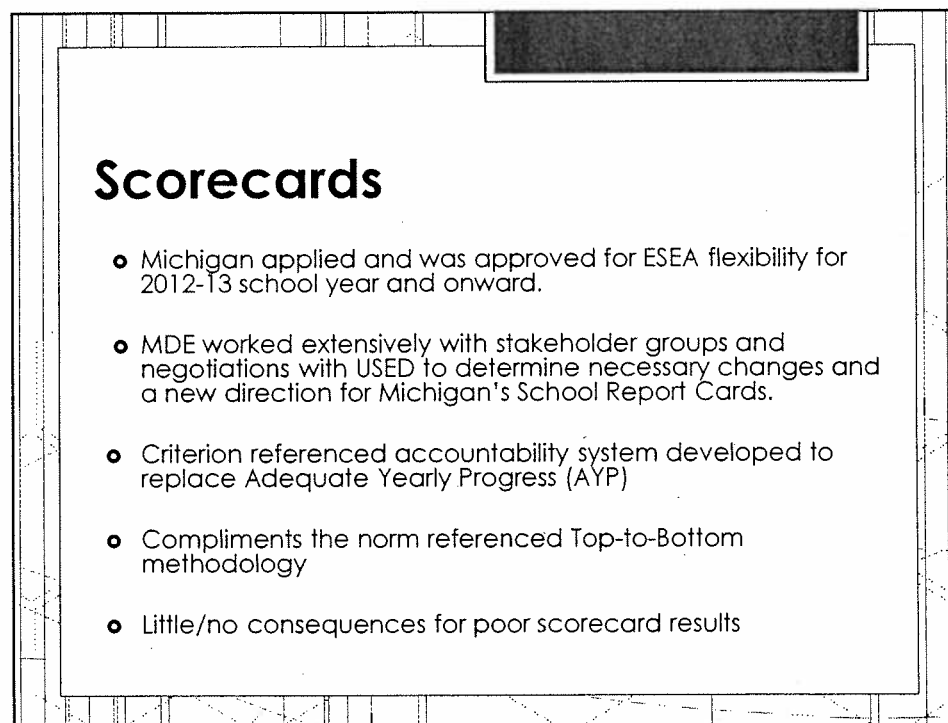 Scorecards
Michigan applied and was approved for ESEA flexibility for
2012-13 school year and onward.
MDE worked extensively with stakeholder groups and
negotiations with USED to determine necessary changes and
a new direction for Michigan's School Report Cards.
Criterion referenced accountability system developed to
replace Adequate Yearly Progress (AYP)
Compliments the norm referenced Top-to-Bottom
methodology
Little/no consequences for poor scorecard results